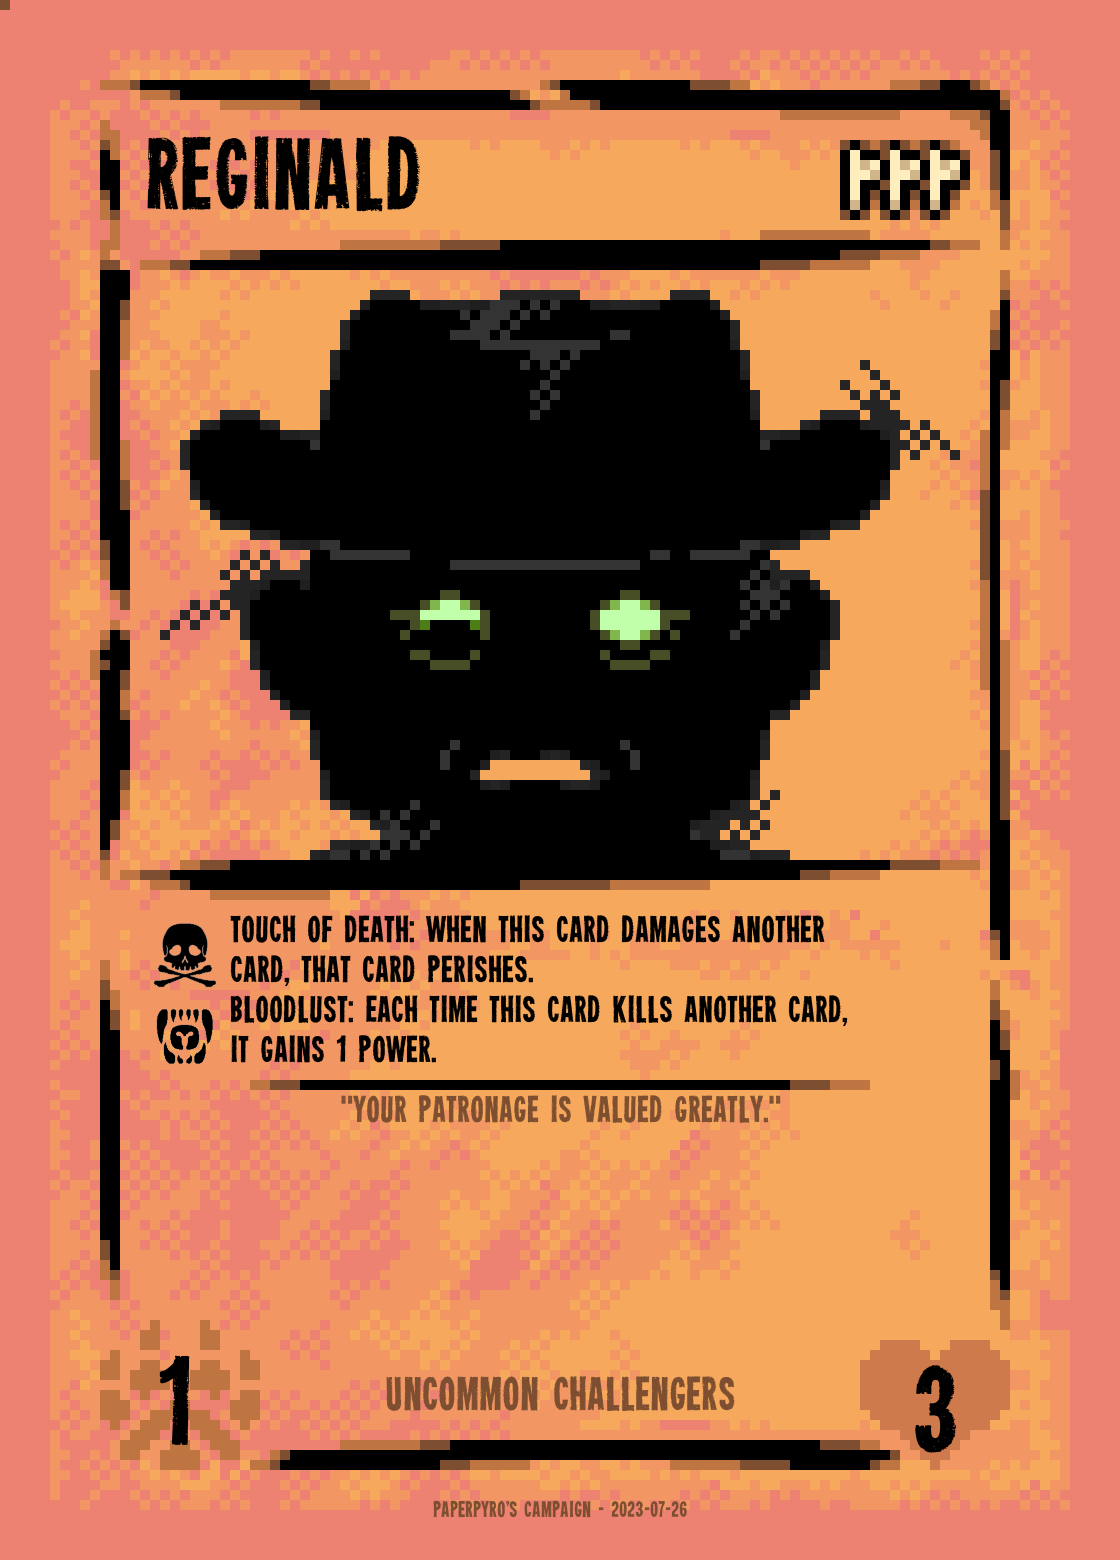 REGINALD
TOUCH OF DEATH: WHEN THIS CARD DAMAGES ANOTHER
CARD, THAT CARD PERISHES.
BLOODLUST: EACH TIME THIS CARD KILLS ANOTHER CARD,
IT GAINS 1 POWER.
"YOUR PATRONAGE IS VALUED GREATLY."
1
UNCOMMON CHALLENGERS
3
PAPERPYRO'S CAMPAIGN - 2023-07-26